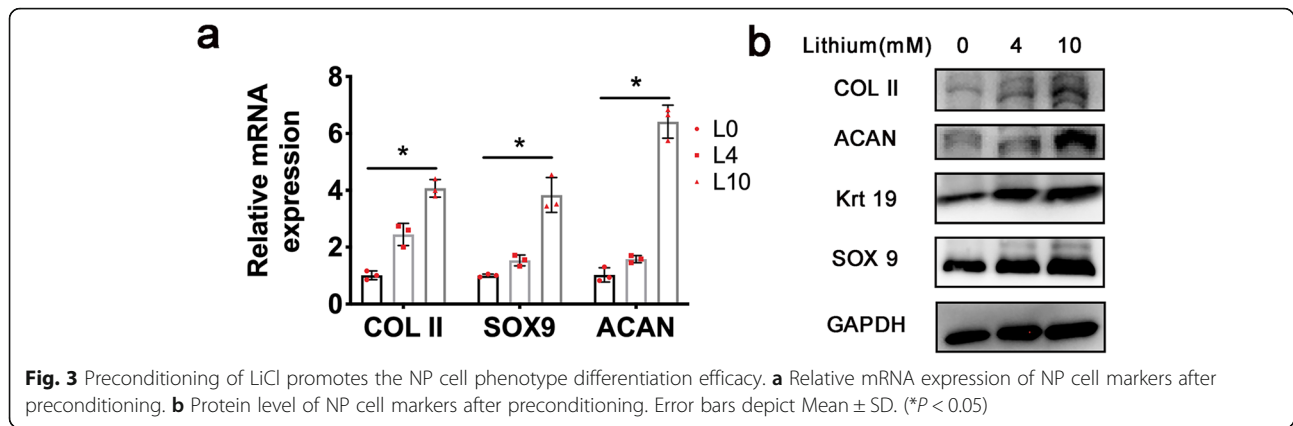 a
Relative mRNA
expression
8
6
4
2
0
*
*
*
COL II SOX9 ACAN
L0
L4
L10
b
Lithium(mM) 0 4 10
COL II
ACAN
Krt 19
SOX 9
GAPDH
Fig. 3 Preconditioning of LiCl promotes the NP cell phenotype differentiation efficacy. a Relative mRNA expression of NP cell markers after
preconditioning. b Protein level of NP cell markers after preconditioning. Error bars depict Mean ± SD. (*P < 0.05)